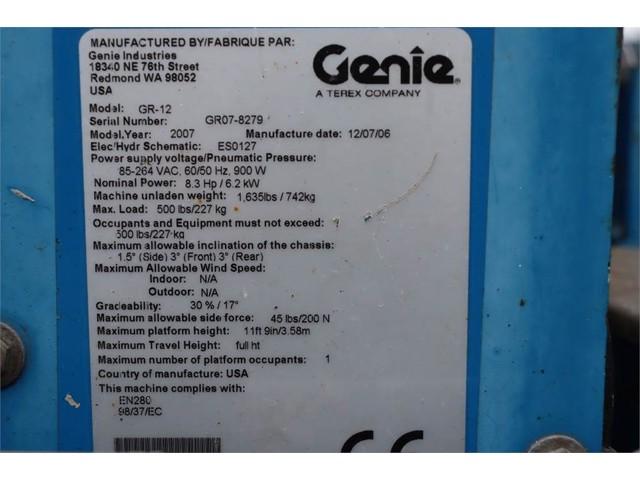 MANUFACTURED BY/FABRIQUE PAR:
Genie Industries
18340 NE 76th Street
Redmond WA 98052
USA
Genie
A TEREX COMPANY
Model: GR-12
Serial Number: GR07-8279
Model Year: 2007 Manufacture date: 12/07/06
Elec/Hydr Schematic: ES0127
Power supply voltage/Pneumatic Pressure:
85-264 VAC, 60/50 Hz, 900 W
Nominal Power: 8.3 Hp / 6.2 kW
Machine unladen weight: 1,635lbs / 742kg
Max. Load: 500 lbs/227 kg
Occupants and Equipment must not exceed:
500 lbs/227 kg
Maximum allowable inclination of the chassis:
1.5° (Side) 3° (Front) 3° (Rear)
Maximum Allowable Wind Speed:
Indoor: N/A
Outdoor: N/A
Gradeability: 30 % / 17°
Maximum allowable side force: 45 lbs/200 N
Maximum platform height: 11ft 9in/3.58m
Maximum Travel Height: full ht
Maximum number of platform occupants: 1
Country of manufacture: USA
This machine complies with:
EN280
98/37/EC
CE